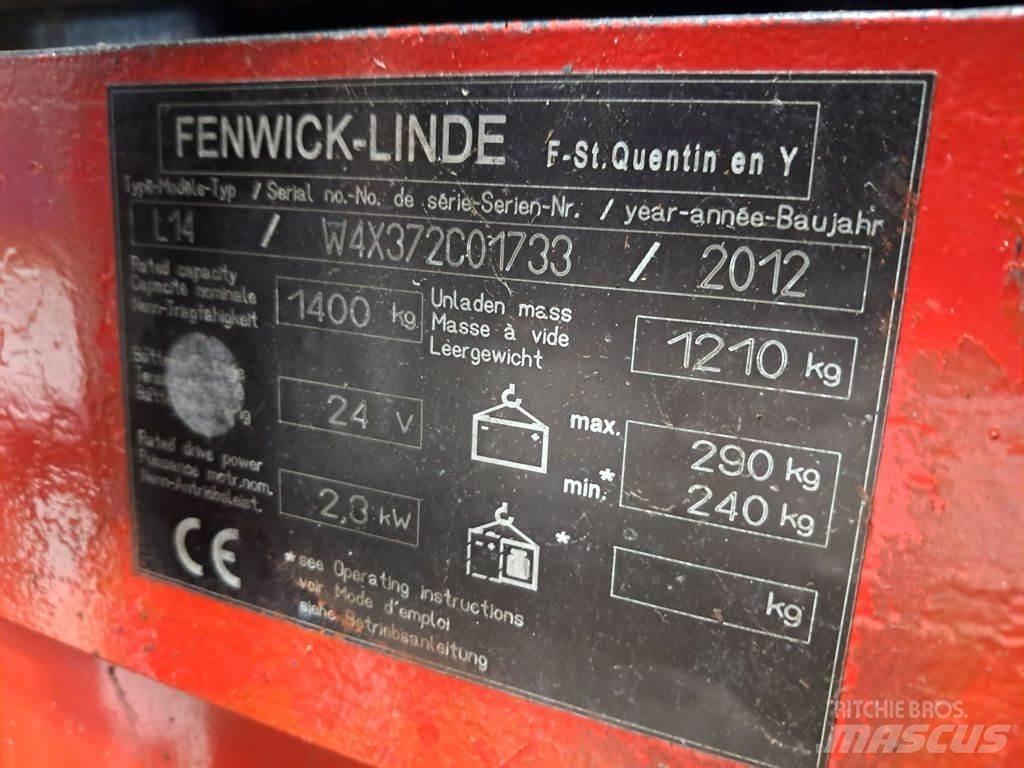 FENWICK-LINDE F-St.Quentin en Y
Type-Modèle-Typ / Serial no.-No. de série-Serien-Nr. / year-année-Baujahr
L14 / W4X372C01733 / 2012
Rated capacity
Capacité nominale
Nenn-Tragfähigkeit
1400 kg
Unladen mass
Masse à vide
Leergewicht
1210 kg
24 V
max. 290 kg
min.* 240 kg
Rated drive power
Puissance motr.nom.
Nenn-Antriebsleist.
2,3 kW
* kg
CE
*see Operating instructions
voir Mode d'emploi
siehe Betriebsanleitung
RITCHIE BROS.
MASCUS